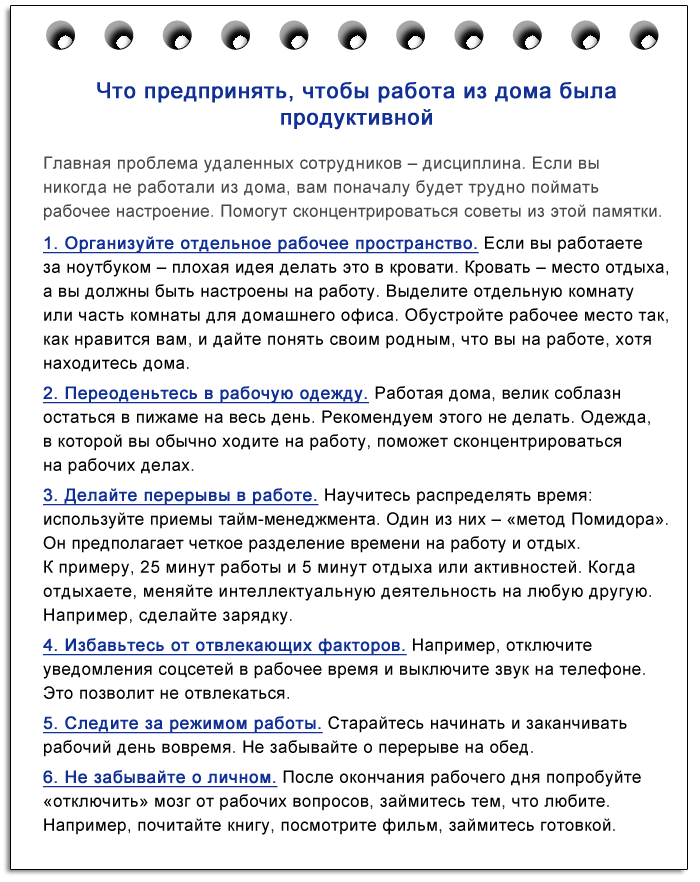 Что предпринять, чтобы работа из дома была
продуктивной
Главная проблема удаленных сотрудников – дисциплина. Если вы
никогда не работали из дома, вам поначалу будет трудно поймать
рабочее настроение. Помогут сконцентрироваться советы из этой памятки.
1. Организуйте отдельное рабочее пространство. Если вы работаете
за ноутбуком – плохая идея делать это в кровати. Кровать – место отдыха,
а вы должны быть настроены на работу. Выделите отдельную комнату
или часть комнаты для домашнего офиса. Обустройте рабочее место так,
как нравится вам, и дайте понять своим родным, что вы на работе, хотя
находитесь дома.
2. Переоденьтесь в рабочую одежду. Работая дома, велик соблазн
остаться в пижаме на весь день. Рекомендуем этого не делать. Одежда,
в которой вы обычно ходите на работу, поможет сконцентрироваться
на рабочих делах.
3. Делайте перерывы в работе. Научитесь распределять время:
используйте приемы тайм-менеджмента. Один из них – «метод Помидора».
Он предполагает четкое разделение времени на работу и отдых.
К примеру, 25 минут работы и 5 минут отдыха или активностей. Когда
отдыхаете, меняйте интеллектуальную деятельность на любую другую.
Например, сделайте зарядку.
4. Избавьтесь от отвлекающих факторов. Например, отключите
уведомления соцсетей в рабочее время и выключите звук на телефоне.
Это позволит не отвлекаться.
5. Следите за режимом работы. Старайтесь начинать и заканчивать
рабочий день вовремя. Не забывайте о перерыве на обед.
6. Не забывайте о личном. После окончания рабочего дня попробуйте
«отключить» мозг от рабочих вопросов, займитесь тем, что любите.
Например, почитайте книгу, посмотрите фильм, займитесь готовкой.